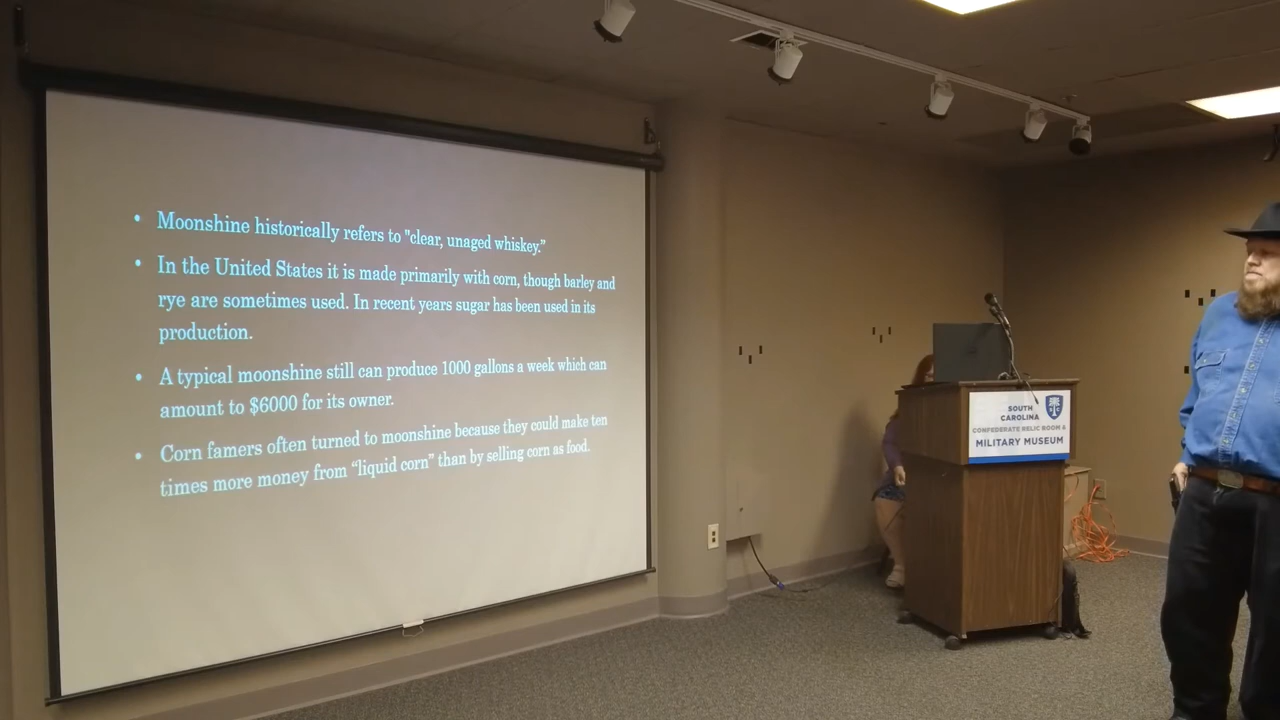 • Moonshine historically refers to "clear, unaged whiskey.”
• In the United States it is made primarily with corn, though barley and
rye are sometimes used. In recent years sugar has been used in its
production.
• A typical moonshine still can produce 1000 gallons a week which can
amount to $6000 for its owner.
• Corn famers often turned to moonshine because they could make ten
times more money from “liquid corn” than by selling corn as food.
SOUTH
CAROLINA
CONFEDERATE RELIC ROOM &
MILITARY MUSEUM